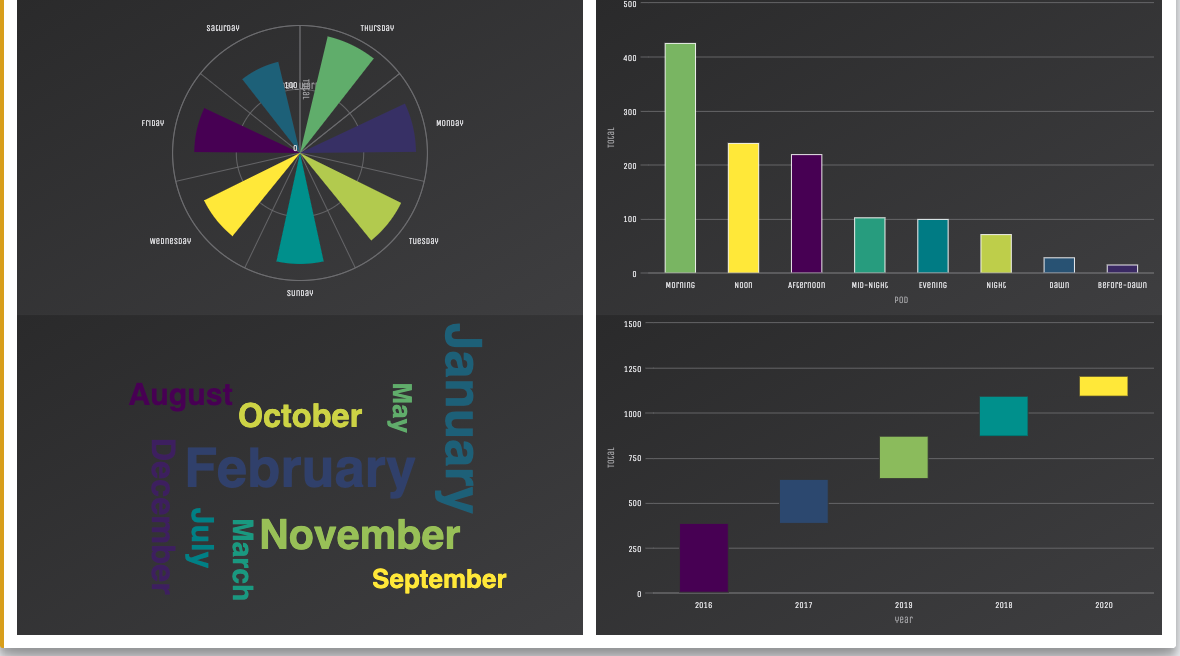 Saturday
Thursday
100
Total
Friday
Monday
0
Wednesday
Tuesday
Sunday
500
400
300
200
100
0
Total
Morning
Noon
Afternoon
Mid-Night
Evening
Night
Dawn
Before-Dawn
POD
January
August
October
May
December
February
July
March
November
September
1500
1250
1000
750
500
250
0
Total
2016
2017
2019
2018
2020
Year